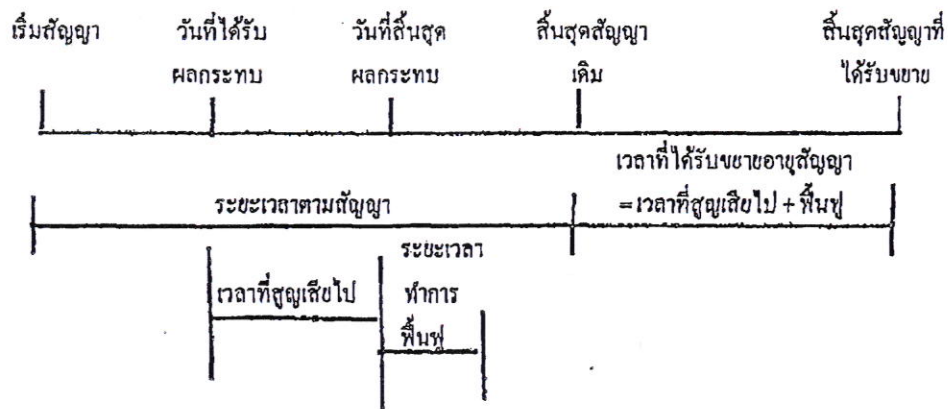 เริ่มสัญญา วันที่ได้รับ วันที่สิ้นสุด สิ้นสุดสัญญา สิ้นสุดสัญญาที่
ผลกระทบ ผลกระทบ เดิม ได้รับขยาย
เวลาที่ได้รับขยายอายุสัญญา
ระยะเวลาตามสัญญา =เวลาที่สูญเสียไป + ฟื้นฟู
ระยะเวลา
เวลาที่สูญเสียไป ทำการ
ฟื้นฟู